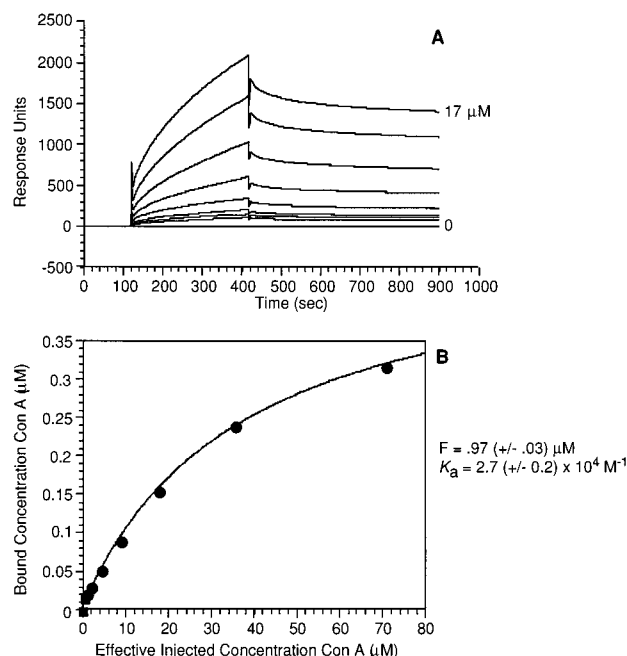 A
2500
2000
1500
1000
500
0
-500
Response Units
17 µM
0
0 100 200 300 400 500 600 700 800 900 1000
Time (sec)
B
0.35
0.3
0.25
0.2
0.15
0.1
0.05
0
Bound Concentration Con A (µM)
F = .97 (+/- .03) µM
Ka = 2.7 (+/- 0.2) x 10⁴ M⁻¹
0 10 20 30 40 50 60 70 80
Effective Injected Concentration Con A (µM)